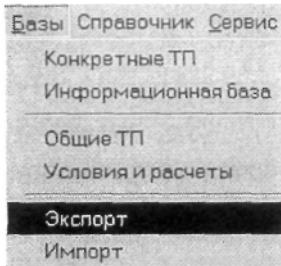 Базы Справочник Сервис
Конкретные ТП
Информационная база
Общие ТП
Условия и расчеты
Экспорт
Импорт